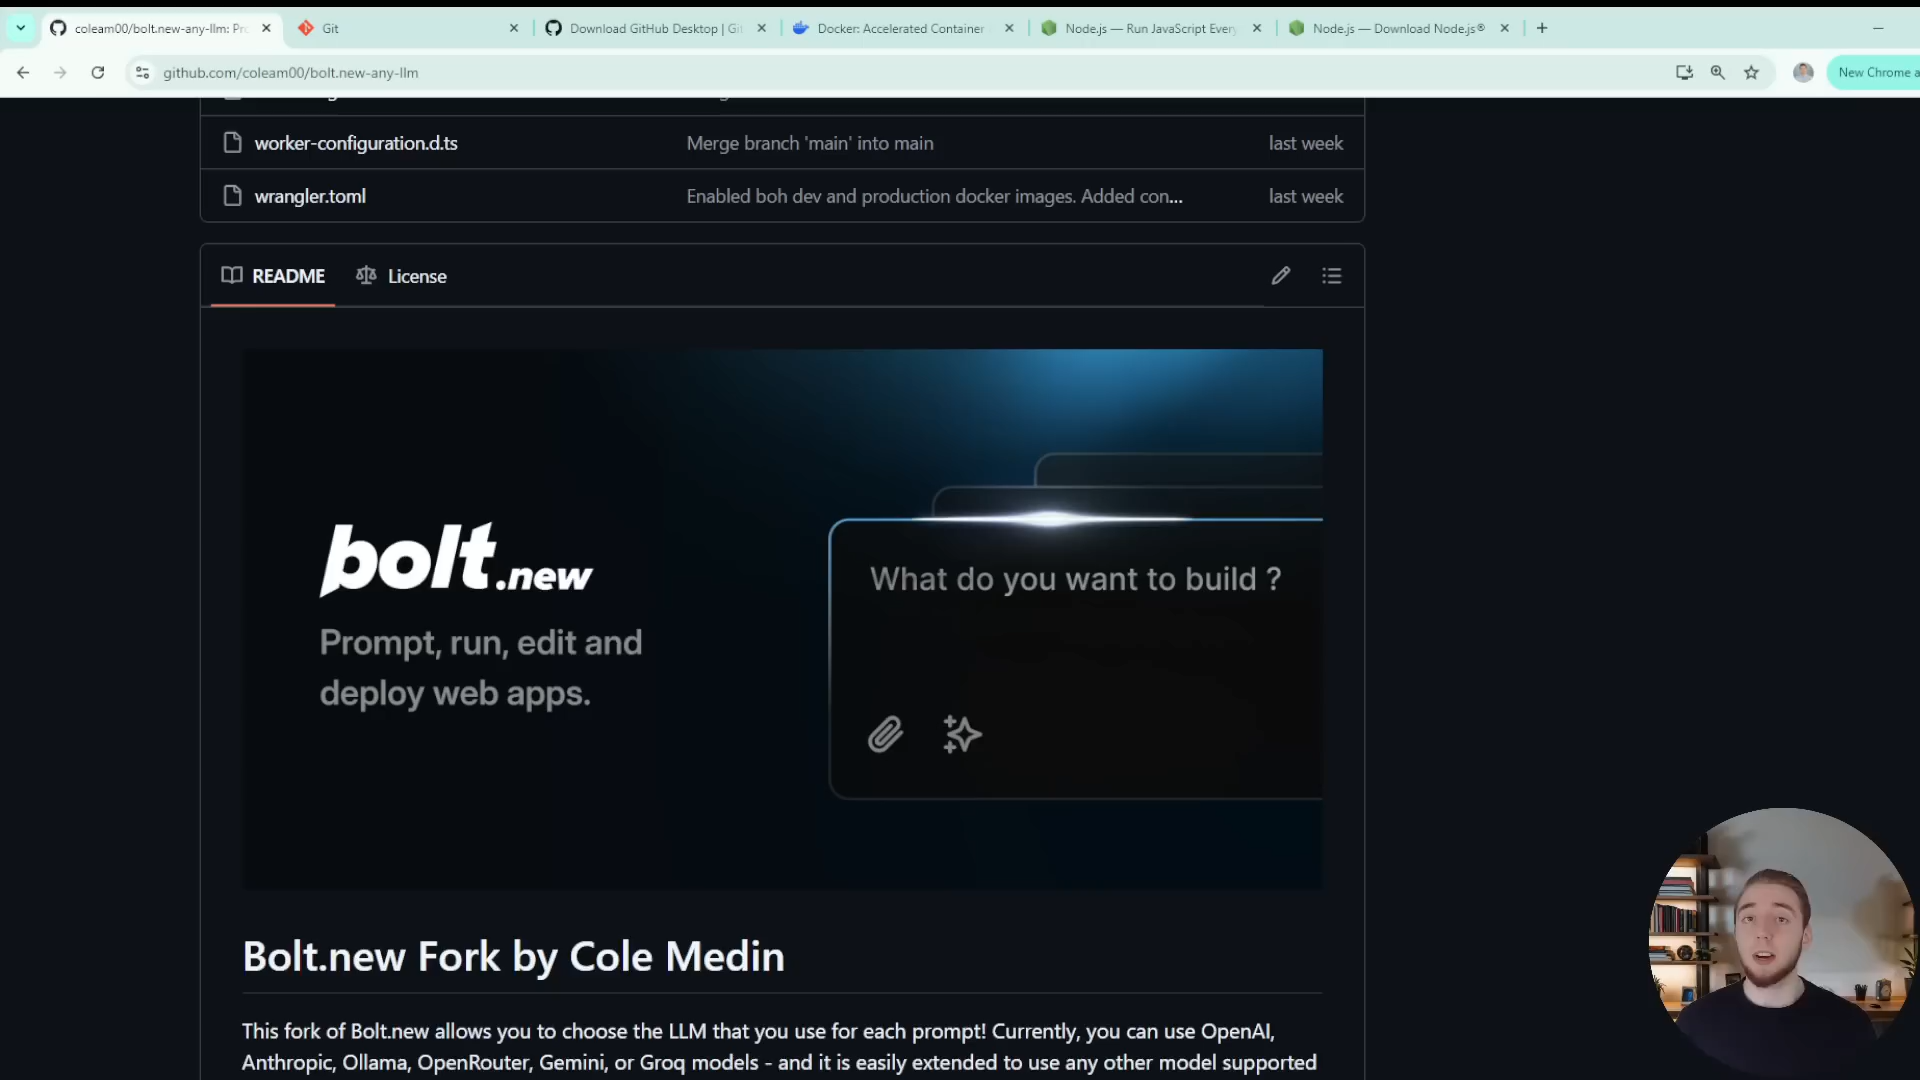 coleam00/bolt.new-any-llm: Pro
Git
Download GitHub Desktop | Git
Docker: Accelerated Container
Node.js — Run JavaScript Every
Node.js — Download Node.js®
github.com/coleam00/bolt.new-any-llm
New Chrome a
worker-configuration.d.ts Merge branch 'main' into main last week
wrangler.toml Enabled boh dev and production docker images. Added con... last week
README License
bolt.new
Prompt, run, edit and
deploy web apps.
What do you want to build ?
Bolt.new Fork by Cole Medin
This fork of Bolt.new allows you to choose the LLM that you use for each prompt! Currently, you can use OpenAI,
Anthropic, Ollama, OpenRouter, Gemini, or Groq models - and it is easily extended to use any other model supported